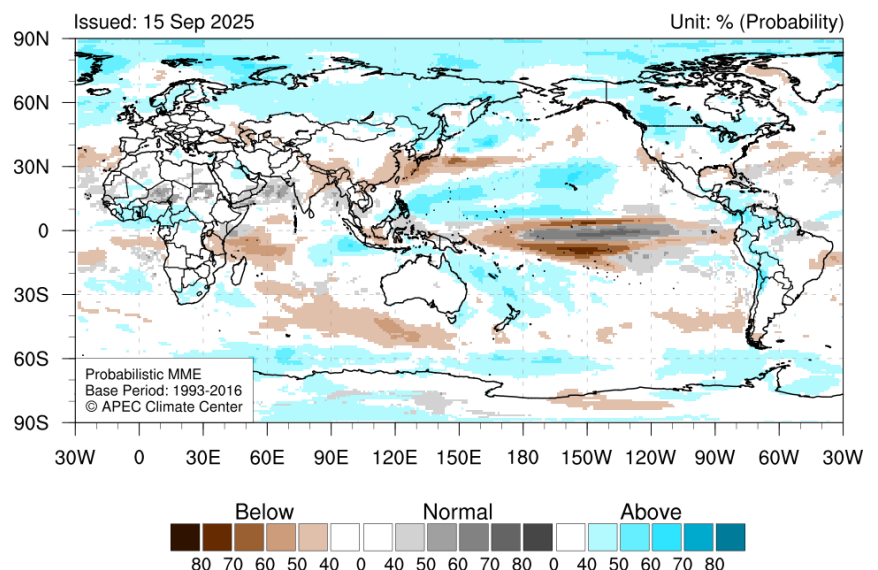 Issued: 15 Sep 2025
Unit: % (Probability)
90N
60N
30N
0
30S
60S
90S
Probabilistic MME
Base Period: 1993-2016
© APEC Climate Center
30W 0 30E 60E 90E 120E 150E 180 150W 120W 90W 60W 30W
Below Normal Above
80 70 60 50 40 0 40 50 60 70 80 0 40 50 60 70 80